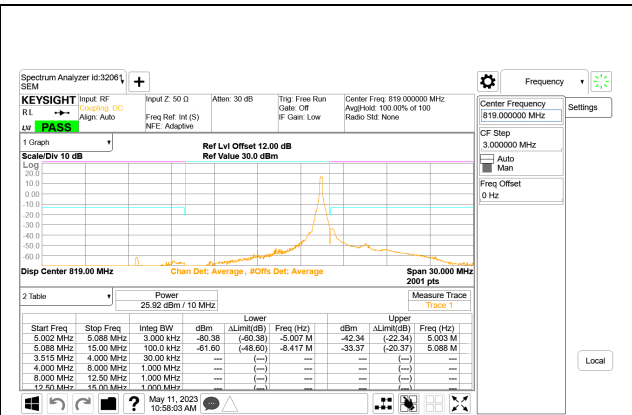 Spectrum Analyzer id:32061
SEM
Frequency
KEYSIGHT
RL
LXI PASS
Input: RF
Coupling: DC
Align: Auto
Input Z: 50 Ω
Freq Ref: Int (S)
NFE: Adaptive
Atten: 30 dB
Trig: Free Run
Gate: Off
IF Gain: Low
Center Freq: 819.000000 MHz
Avg|Hold: 100.00% of 100
Radio Std: None
Center Frequency
819.000000 MHz
Settings
CF Step
3.000000 MHz
Auto
Man
Freq Offset
0 Hz
1 Graph
Scale/Div 10 dB
Ref Lvl Offset 12.00 dB
Ref Value 30.0 dBm
Log
20.0
10.0
0.00
-10.0
-20.0
-30.0
-40.0
-50.0
-60.0
Disp Center 819.00 MHz
Chan Det: Average , #Offs Det: Average
Span 30.000 MHz
2001 pts
2 Table
Power
25.92 dBm / 10 MHz
Measure Trace
Trace 1
Lower Upper
Start Freq Stop Freq Integ BW dBm ΔLimit(dB) Freq (Hz) dBm ΔLimit(dB) Freq (Hz)
5.002 MHz 5.088 MHz 3.000 kHz -80.38 (-60.38) -5.007 M -42.34 (-22.34) 5.003 M
5.088 MHz 15.00 MHz 100.0 kHz -61.60 (-48.60) -8.417 M -33.37 (-20.37) 5.088 M
3.515 MHz 4.000 MHz 30.00 kHz --- (---) --- --- (---) ---
4.000 MHz 8.000 MHz 1.000 MHz --- (---) --- --- (---) ---
8.000 MHz 12.50 MHz 1.000 MHz --- (---) --- --- (---) ---
12.50 MHz 15.00 MHz 1.000 MHz --- (---) --- --- (---) ---
Local
?
May 11, 2023
10:58:03 AM